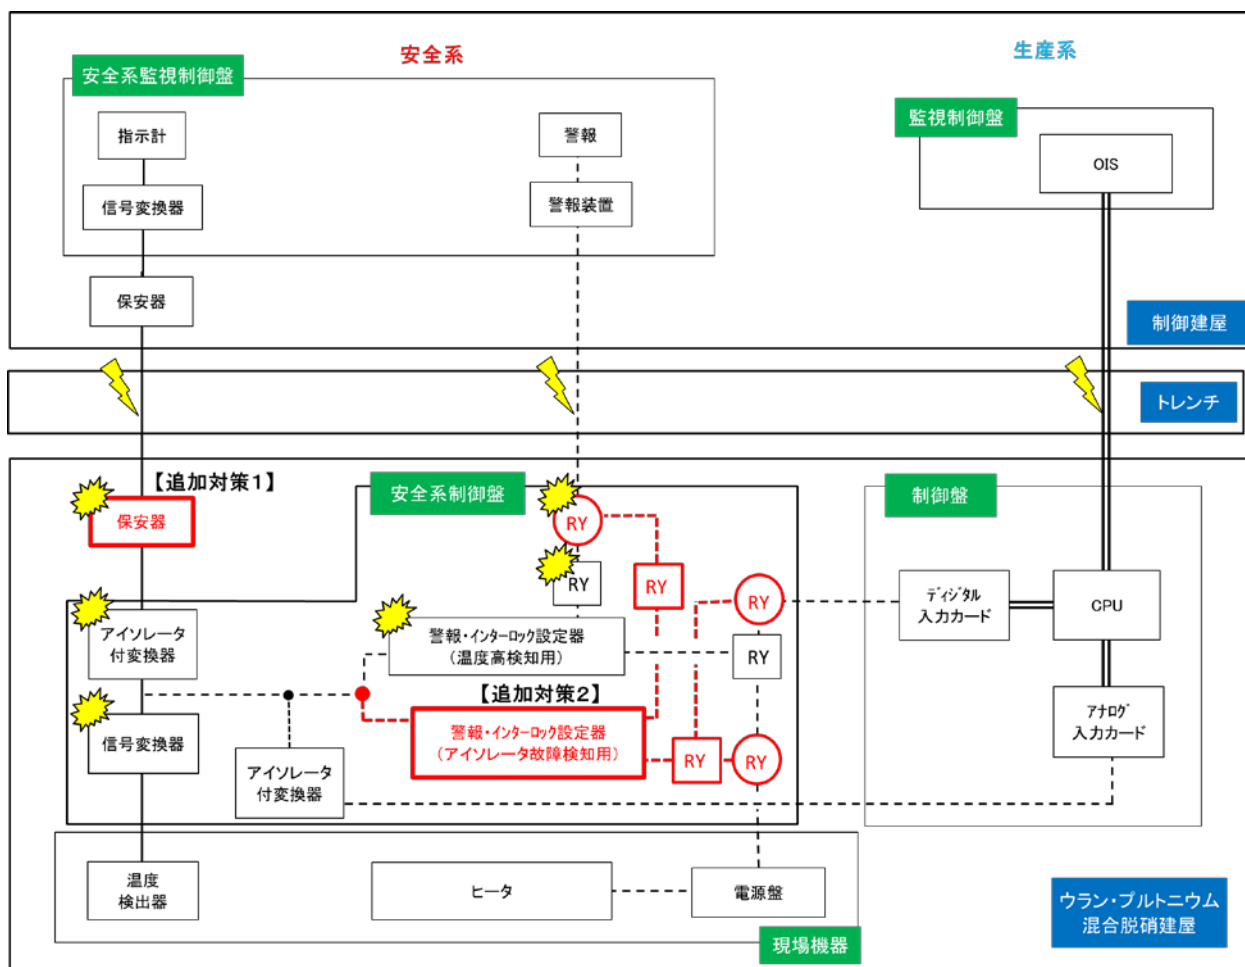 安全系
生産系
安全系監視制御盤
監視制御盤
指示計
警報
OIS
信号変換器
警報装置
保安器
制御建屋
トレンチ
【追加対策1】
安全系制御盤
制御盤
保安器
RY
RY
RY
RY
ディジタル
入力カード
CPU
アイソレータ
付変換器
警報・インターロック設定器
(温度高検知用)
RY
【追加対策2】
信号変換器
警報・インターロック設定器
(アイソレータ故障検知用)
RY
RY
アナログ
入力カード
アイソレータ
付変換器
温度
検出器
ヒータ
電源盤
ウラン・プルトニウム
混合脱硝建屋
現場機器